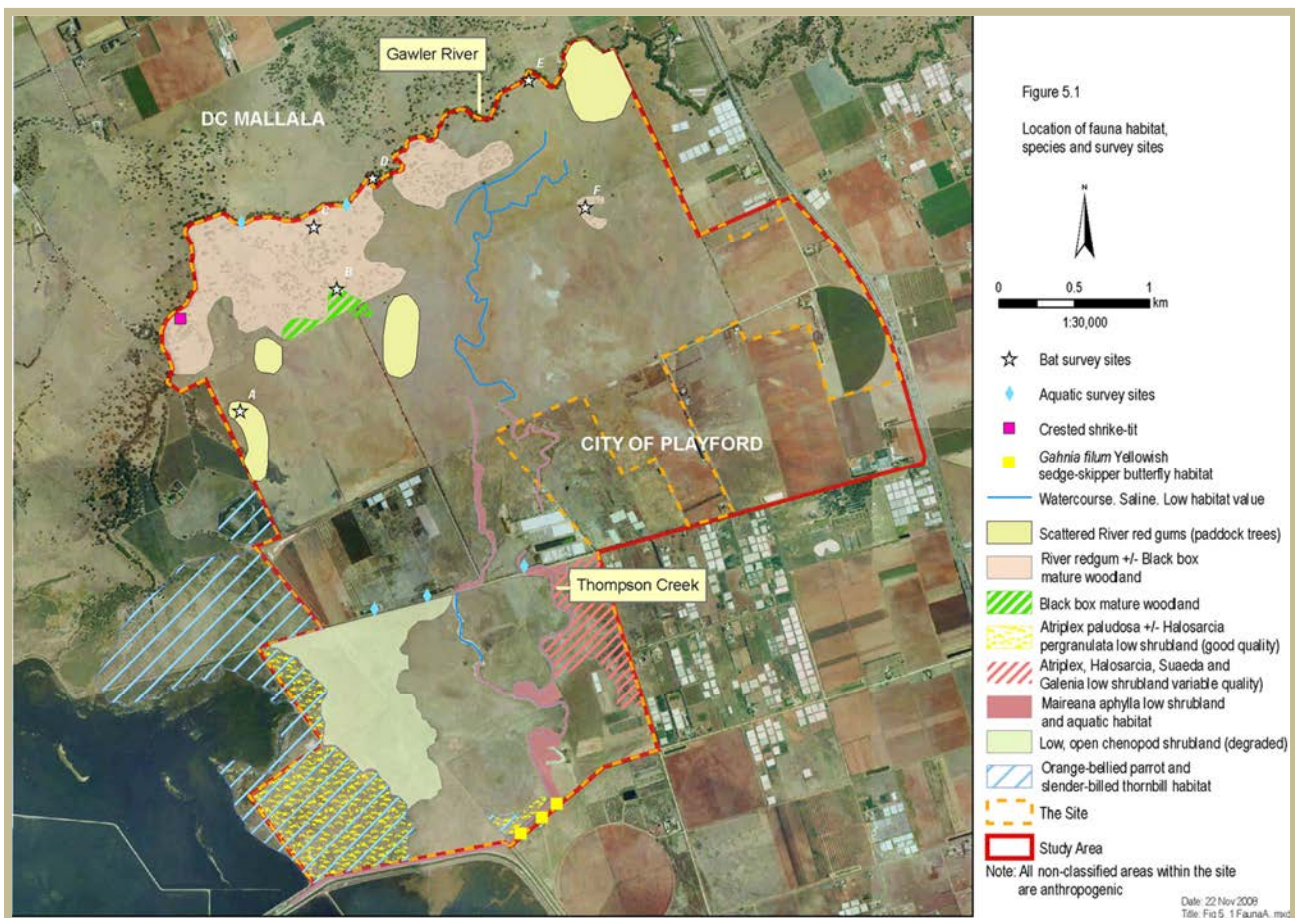 Gawler River
DC MALLALA
E
D
F
C
B
A
CITY OF PLAYFORD
Thompson Creek
Figure 5.1
Location of fauna habitat,
species and survey sites
N
0 0.5 1
km
1:30,000
Bat survey sites
Aquatic survey sites
Crested shrike-tit
Gahnia filum Yellowish
sedge-skipper butterfly habitat
Watercourse. Saline. Low habitat value
Scattered River red gums (paddock trees)
River redgum +/- Black box
mature woodland
Black box mature woodland
Atriplex paludosa +/- Halosarcia
pergranulata low shrubland (good quality)
Atriplex, Halosarcia, Suaeda and
Galenia low shrubland variable quality)
Maireana aphylla low shrubland
and aquatic habitat
Low, open chenopod shrubland (degraded)
Orange-bellied parrot and
slender-billed thornbill habitat
The Site
Study Area
Note: All non-classified areas within the site
are anthropogenic
Date: 22 Nov 2008
Title: Fig 5_1 FaunaA. mxd